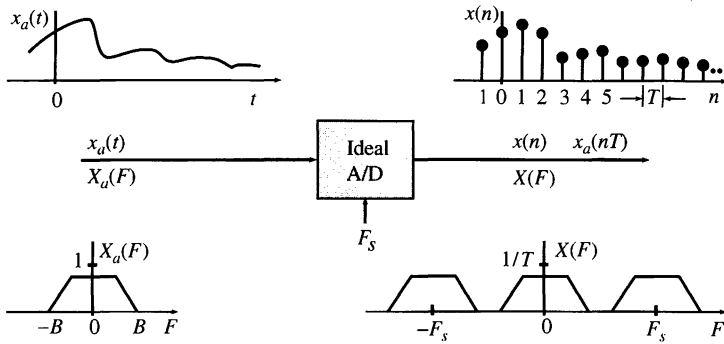 x_a(t)
0
t
x(n)
1 0 1 2 3 4 5 T n
x_a(t)
X_a(F)
Ideal
A/D
x(n) x_a(nT)
X(F)
F_s
1 X_a(F)
-B 0 B F
1/T X(F)
-F_s 0 F_s F